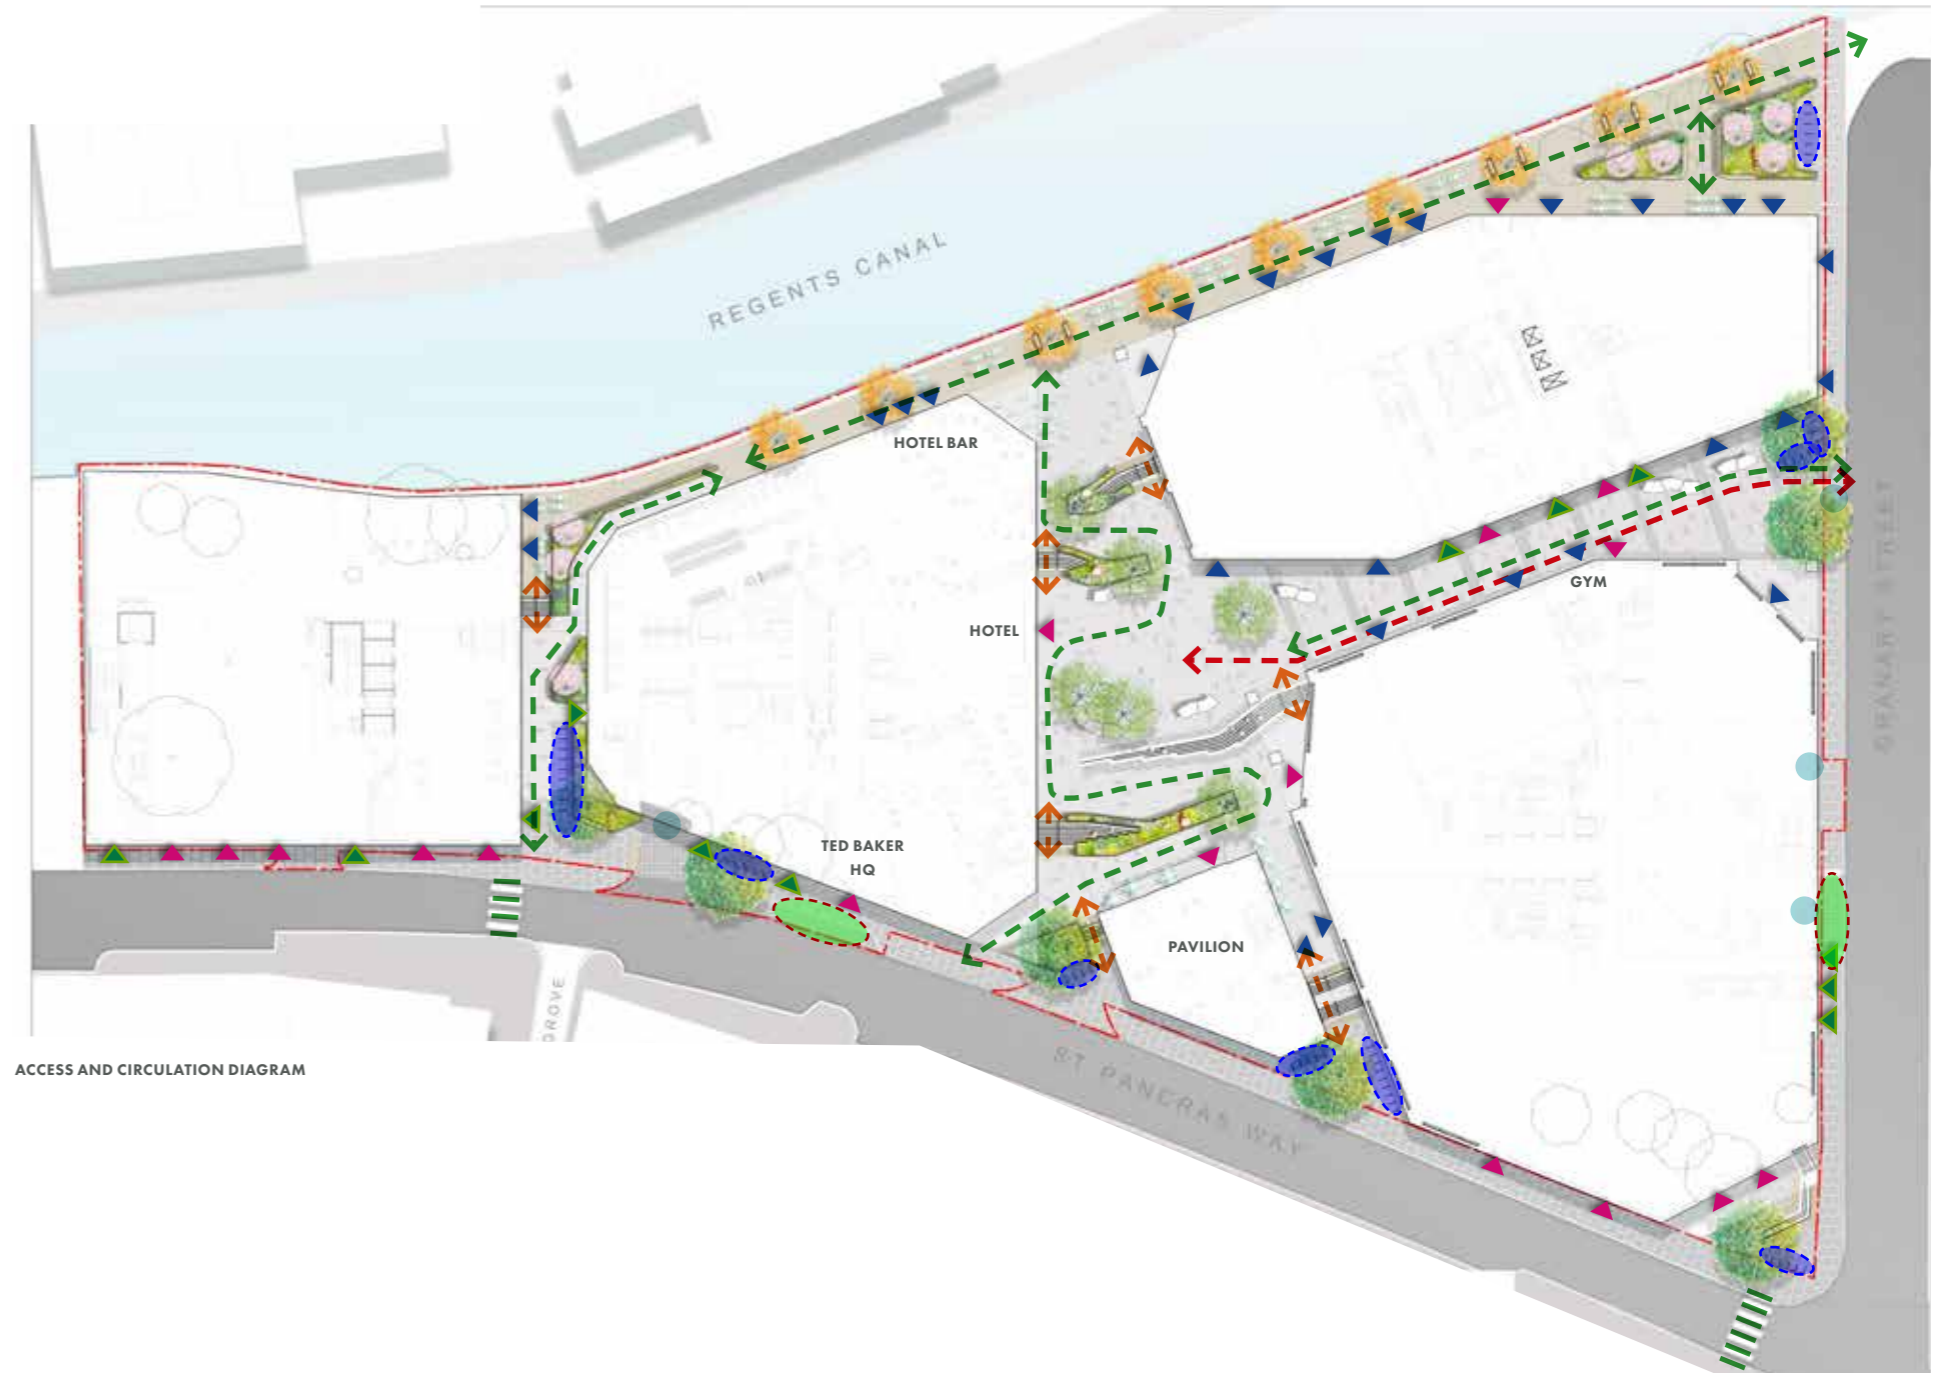 REGENTS CANAL
HOTEL BAR
GYM
HOTEL
GRANARY STREET
TED BAKER
HQ
PAVILION
GROVE
ST PANCRAS WAY
ACCESS AND CIRCULATION DIAGRAM